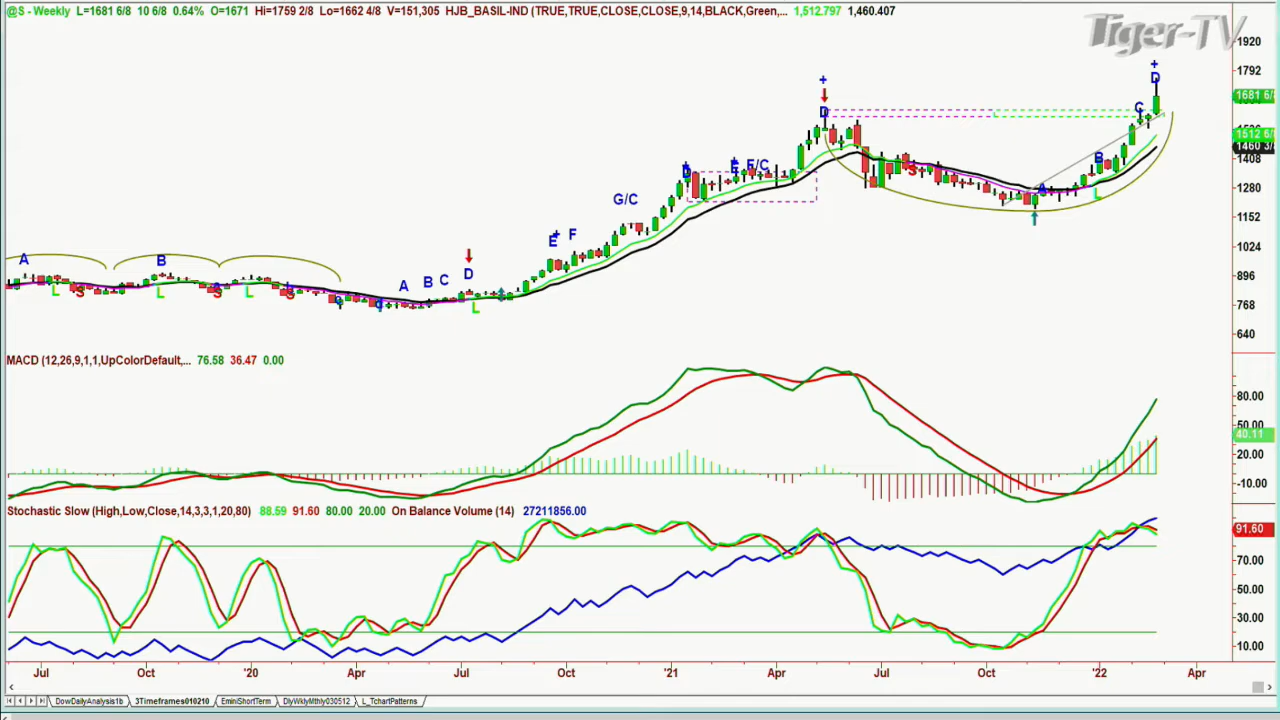 @S - Weekly L=1681 6/8 10 6/8 0.64% O=1671 Hi=1759 2/8 Lo=1662 4/8 V=151,305 HJB_BASIL-IND (TRUE,TRUE,CLOSE,CLOSE,9,14,BLACK,Green,... 1,512.797 1,460.407
Tiger-TV
1920
+
D
1792
1681 6/8
C
+
D
1512 6/8
1460 3/8
1408
B
D
E
F/C
S
A
1280
L
G/C
1152
E
+
F
1024
A
B
D
896
A
B
C
D
L
S
L
S
L
S
L
768
640
MACD (12,26,9,1,1,UpColorDefault,... 76.58 36.47 0.00
80.00
50.00
40.11
20.00
-10.00
Stochastic Slow (High,Low,Close,14,3,3,1,20,80) 88.59 91.60 80.00 20.00 On Balance Volume (14) 27211856.00
91.60
70.00
50.00
30.00
10.00
Jul Oct '20 Apr Jul Oct '21 Apr Jul Oct '22 Apr
DowDailyAnalysis1b 3Timeframes010210 EminiShortTerm DlyWklyMthly030512 L_TchartPatterns